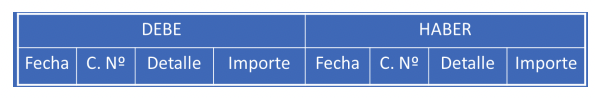 DEBE HABER
Fecha C. Nº Detalle Importe Fecha C. Nº Detalle Importe